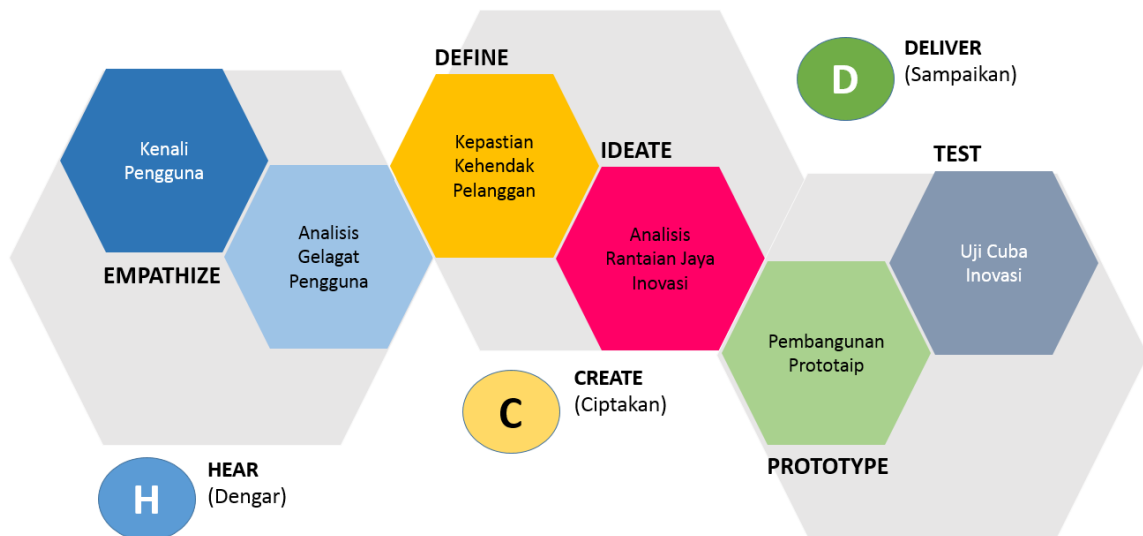 Kenali
Pengguna
EMPATHIZE
Analisis
Gelagat
Pengguna
H
HEAR
(Dengar)
DEFINE
Kepastian
Kehendak
Pelanggan
IDEATE
Analisis
Rantaian Jaya
Inovasi
C
CREATE
(Ciptakan)
D
DELIVER
(Sampaikan)
TEST
Uji Cuba
Inovasi
Pembangunan
Prototaip
PROTOTYPE